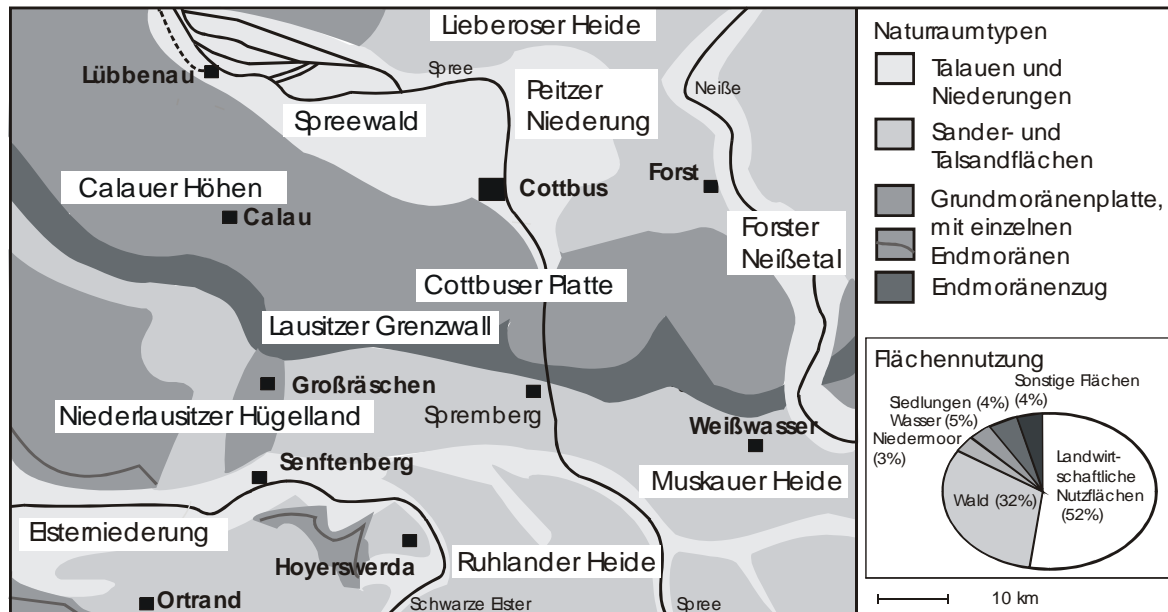 Lieberoser Heide
Lübbenau
Spree
Neiße
Spreewald
Peitzer
Niederung
Calauer Höhen
Calau
Cottbus
Forst
Forster
Neißetal
Cottbuser Platte
Lausitzer Grenzwall
Großräschen
Spremberg
Niederlausitzer Hügelland
Weißwasser
Senftenberg
Muskauer Heide
Elsterniederung
Hoyerswerda
Ruhlander Heide
Ortrand
Schwarze Elster
Spree
Naturraumtypen
Talauen und
Niederungen
Sander- und
Talsandflächen
Grundmoränenplatte,
mit einzelnen
Endmoränen
Endmoränenzug
Flächennutzung
Sonstige Flächen
(4%)
Siedlungen (4%)
Wasser (5%)
Niedermoor
(3%)
Wald (32%)
Landwirt-
schaftliche
Nutzflächen
(52%)
10 km